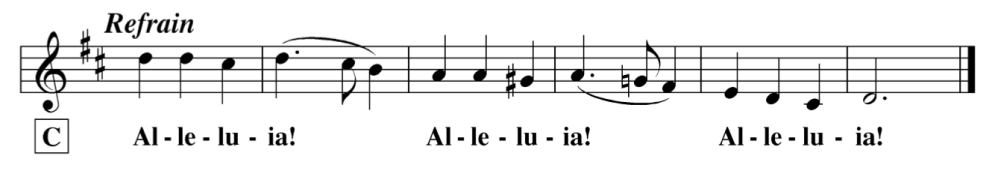 Refrain
C Al - le - lu - ia! Al - le - lu - ia! Al - le - lu - ia!